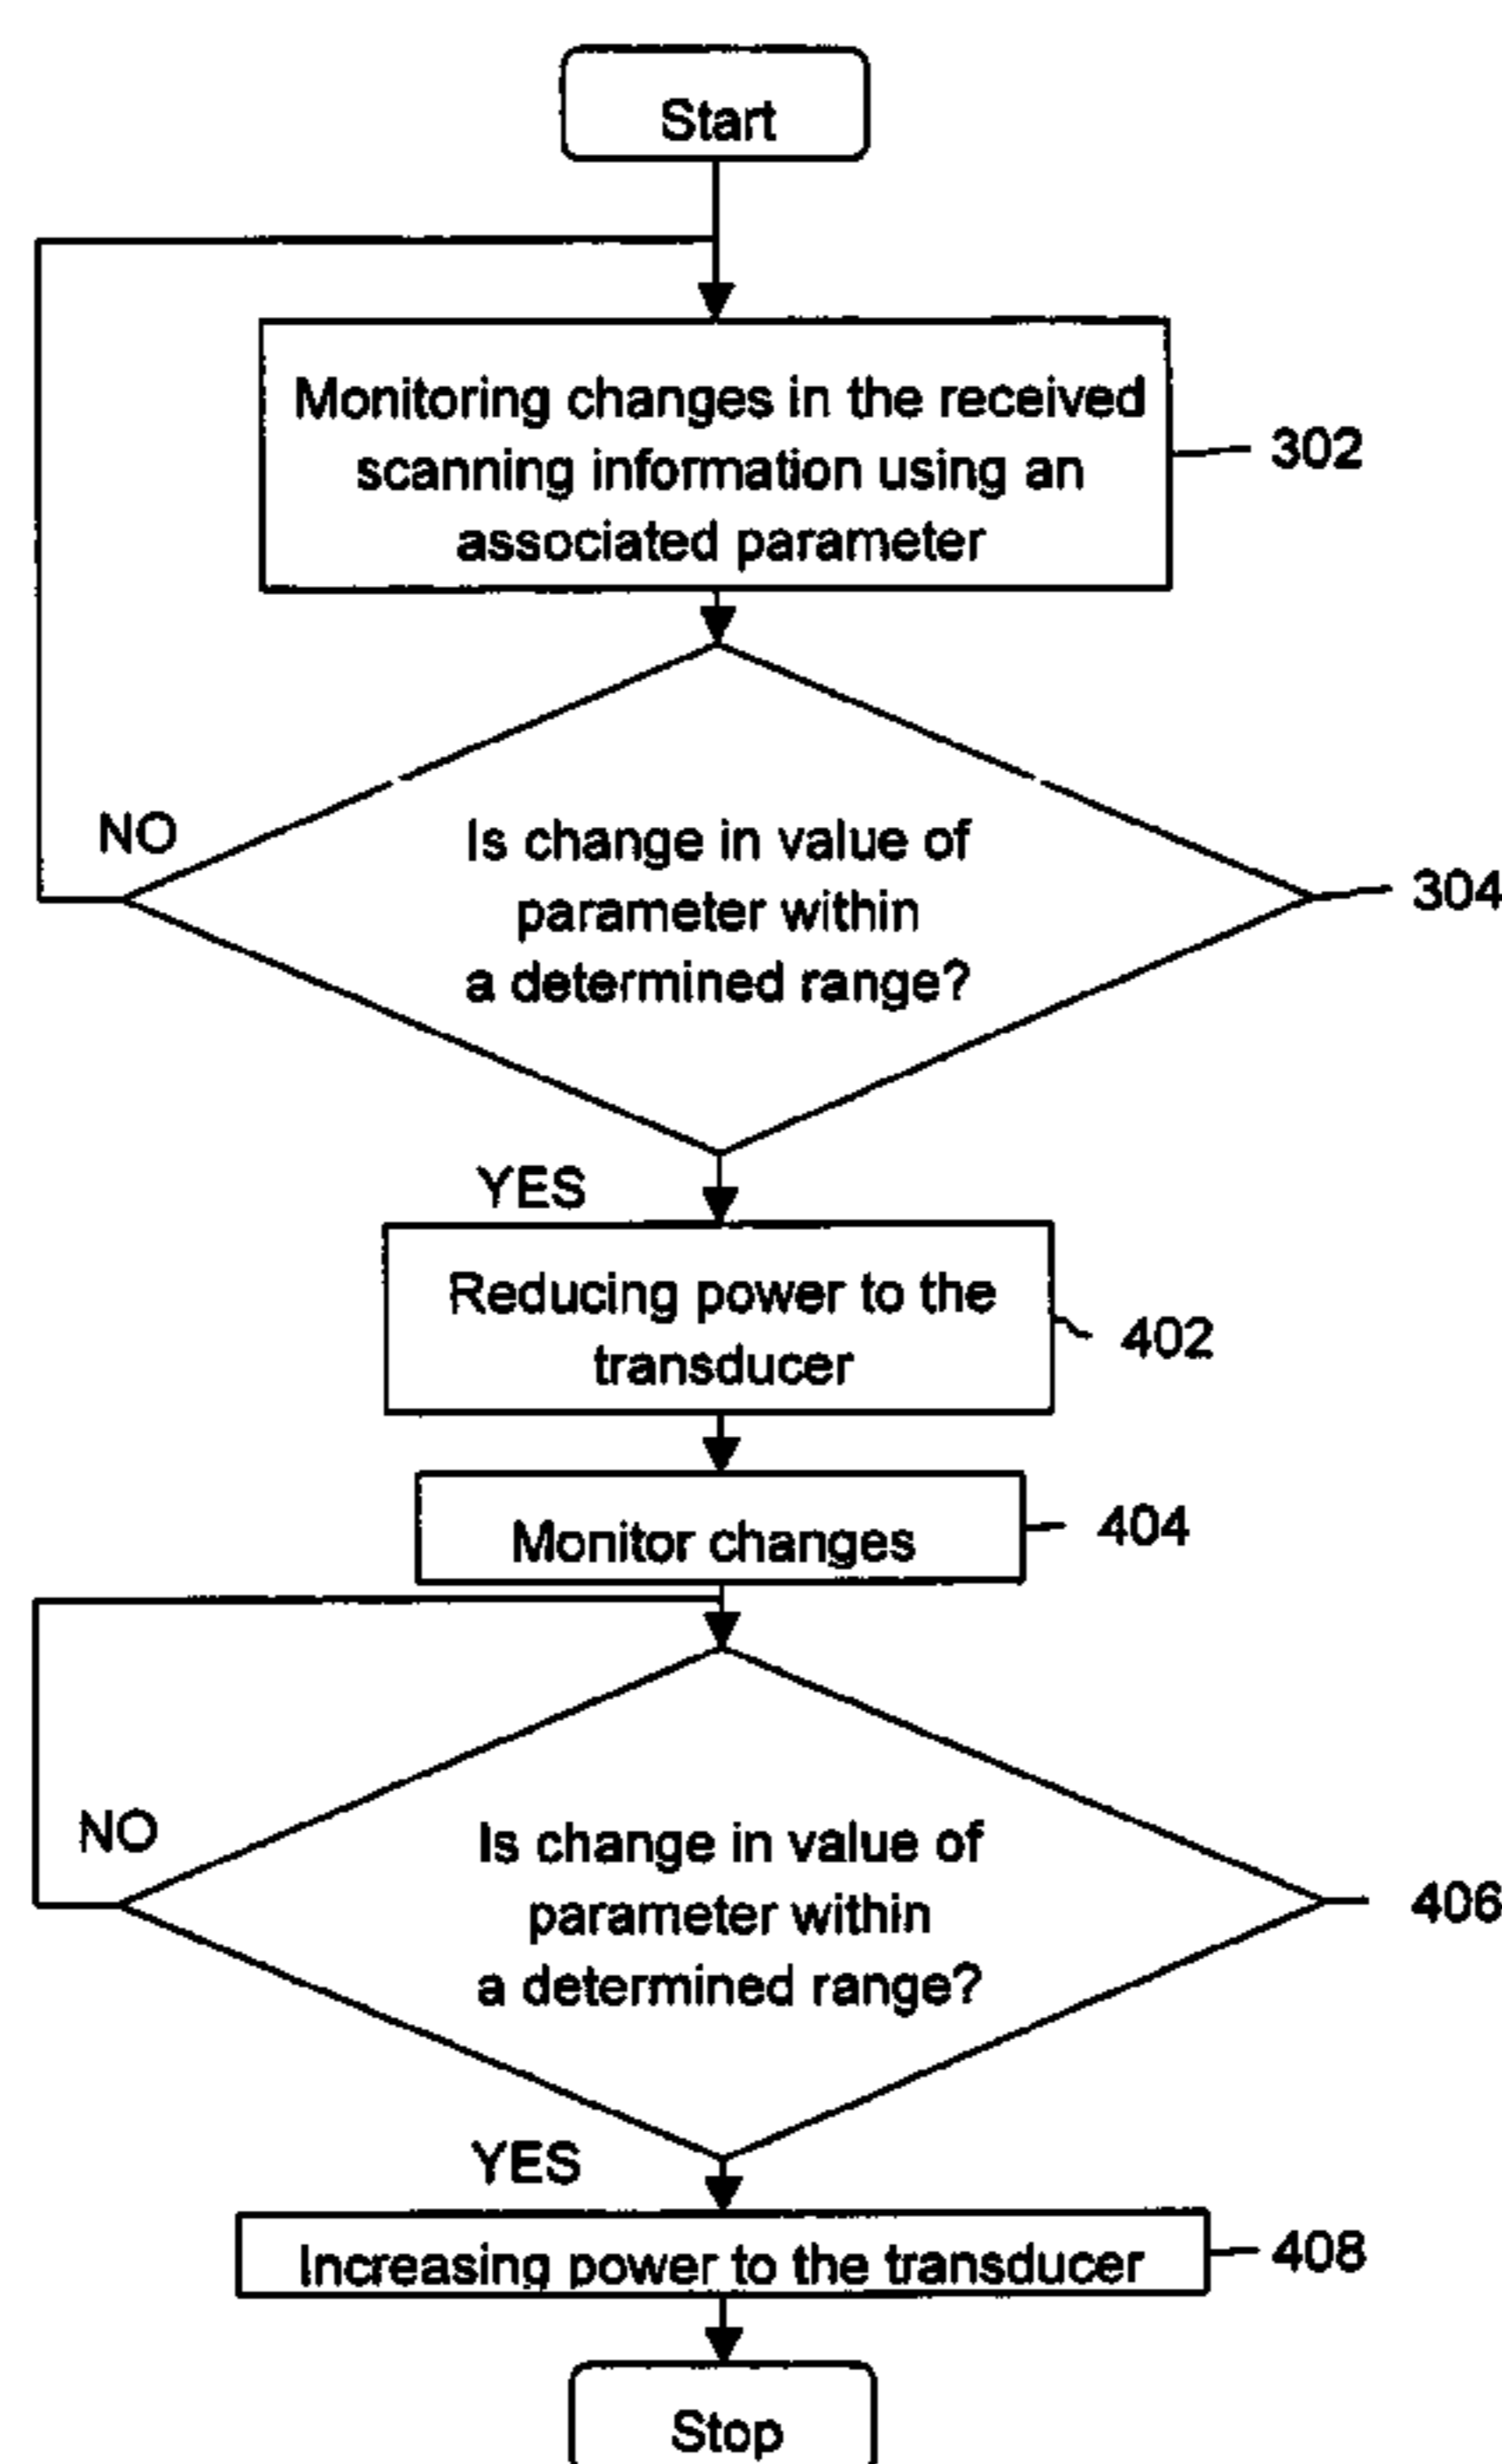 Start
Monitoring changes in the received
scanning information using an
associated parameter
302
NO
Is change in value of
parameter within
a determined range?
304
YES
Reducing power to the
transducer
402
Monitor changes
404
NO
Is change in value of
parameter within
a determined range?
406
YES
Increasing power to the transducer
408
Stop